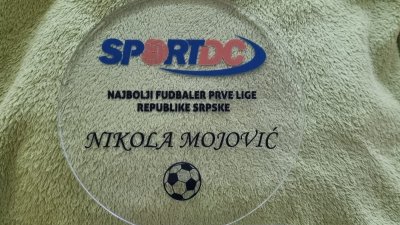 SPORTDC
NAJBOLJI FUDBALER PRVE LIGE
REPUBLIKE SRPSKE
NIKOLA MOJOVIĆ